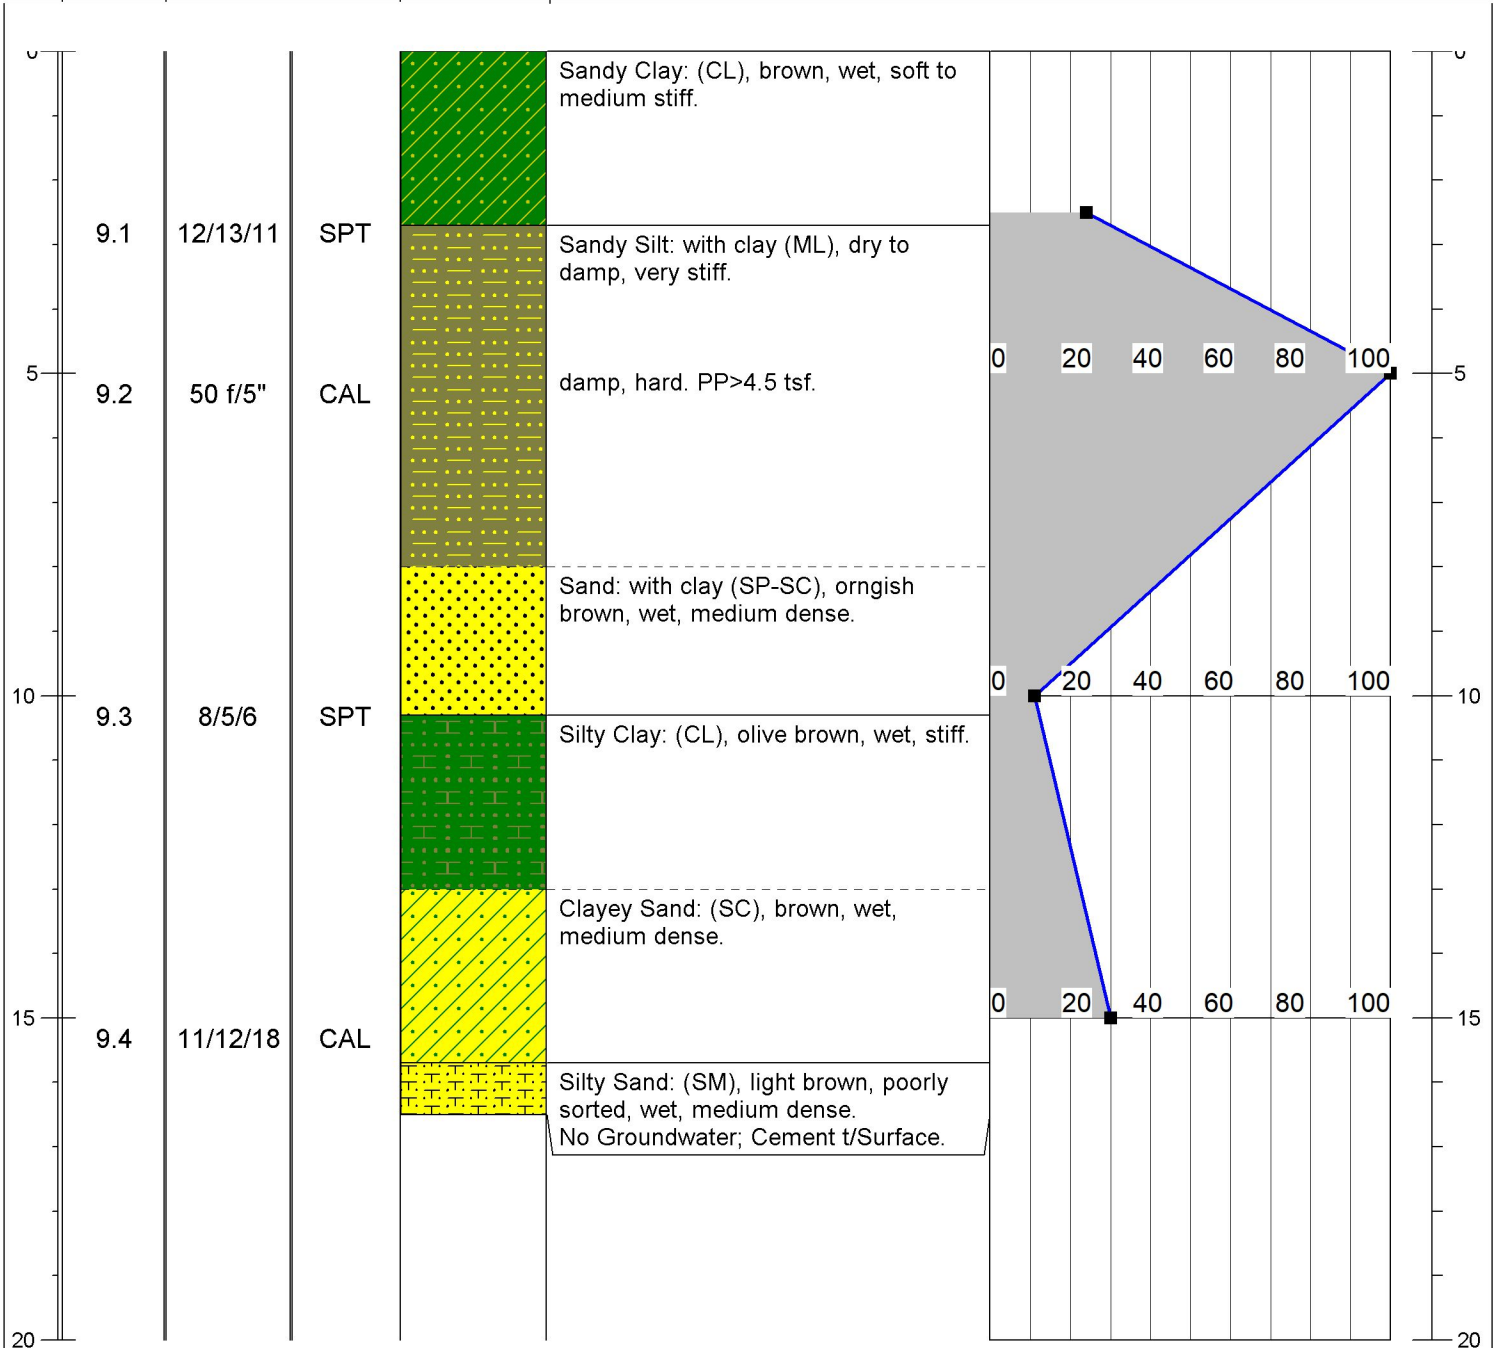 0
0
Sandy Clay: (CL), brown, wet, soft to
medium stiff.
9.1 12/13/11 SPT
Sandy Silt: with clay (ML), dry to
damp, very stiff.
0 20 40 60 80 100
5
5
9.2 50 f/5" CAL
damp, hard. PP>4.5 tsf.
Sand: with clay (SP-SC), orngish
brown, wet, medium dense.
0 20 40 60 80 100
10
10
9.3 8/5/6 SPT
Silty Clay: (CL), olive brown, wet, stiff.
Clayey Sand: (SC), brown, wet,
medium dense.
0 20 40 60 80 100
15
15
9.4 11/12/18 CAL
Silty Sand: (SM), light brown, poorly
sorted, wet, medium dense.
No Groundwater; Cement t/Surface.
20
20